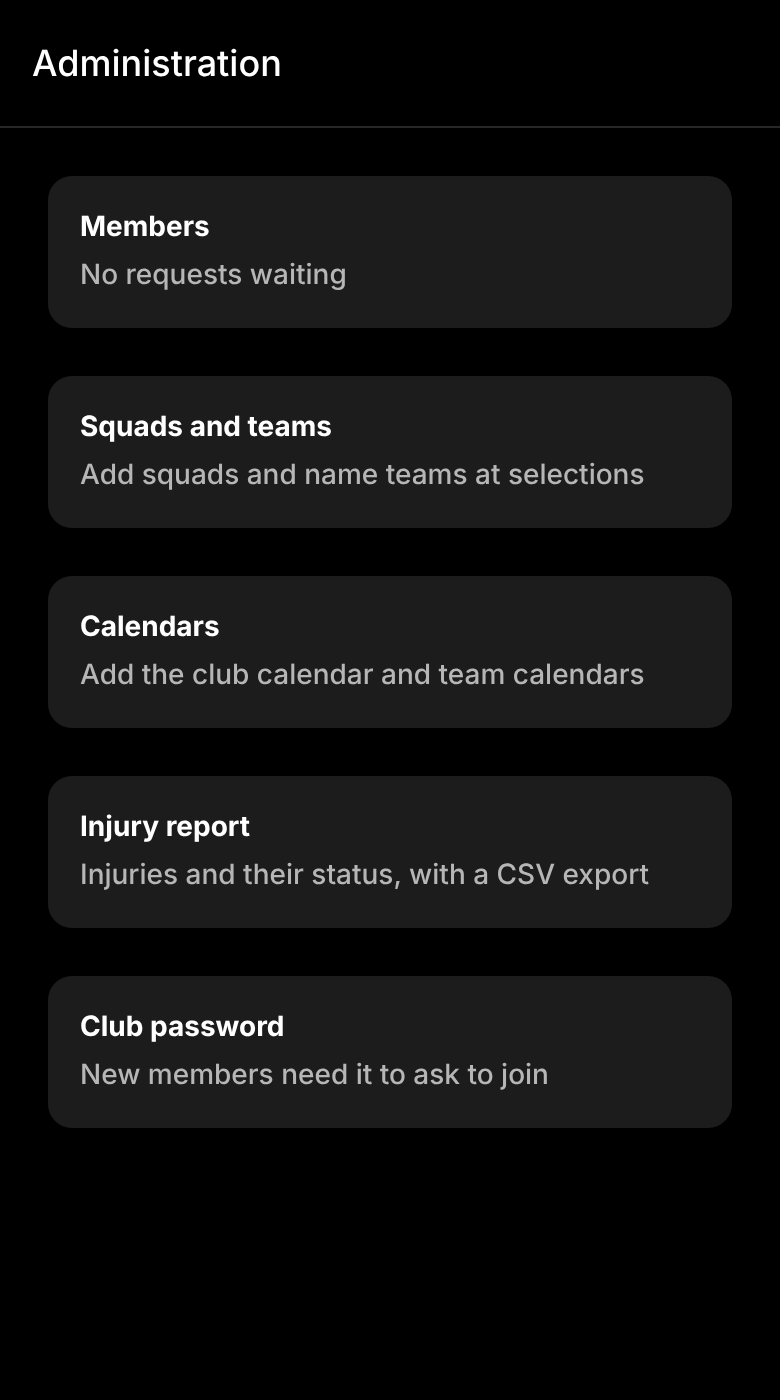 Administration
Members
No requests waiting
Squads and teams
Add squads and name teams at selections
Calendars
Add the club calendar and team calendars
Injury report
Injuries and their status, with a CSV export
Club password
New members need it to ask to join